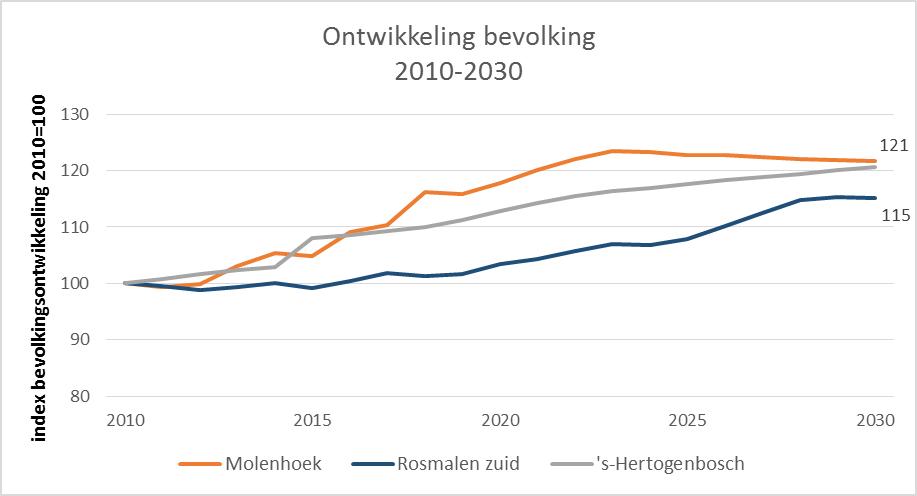 Ontwikkeling bevolking
2010-2030
index bevolkingsontwikkeling 2010=100
130
120
110
100
90
80
121
115
2010 2015 2020 2025 2030
Molenhoek Rosmalen zuid 's-Hertogenbosch